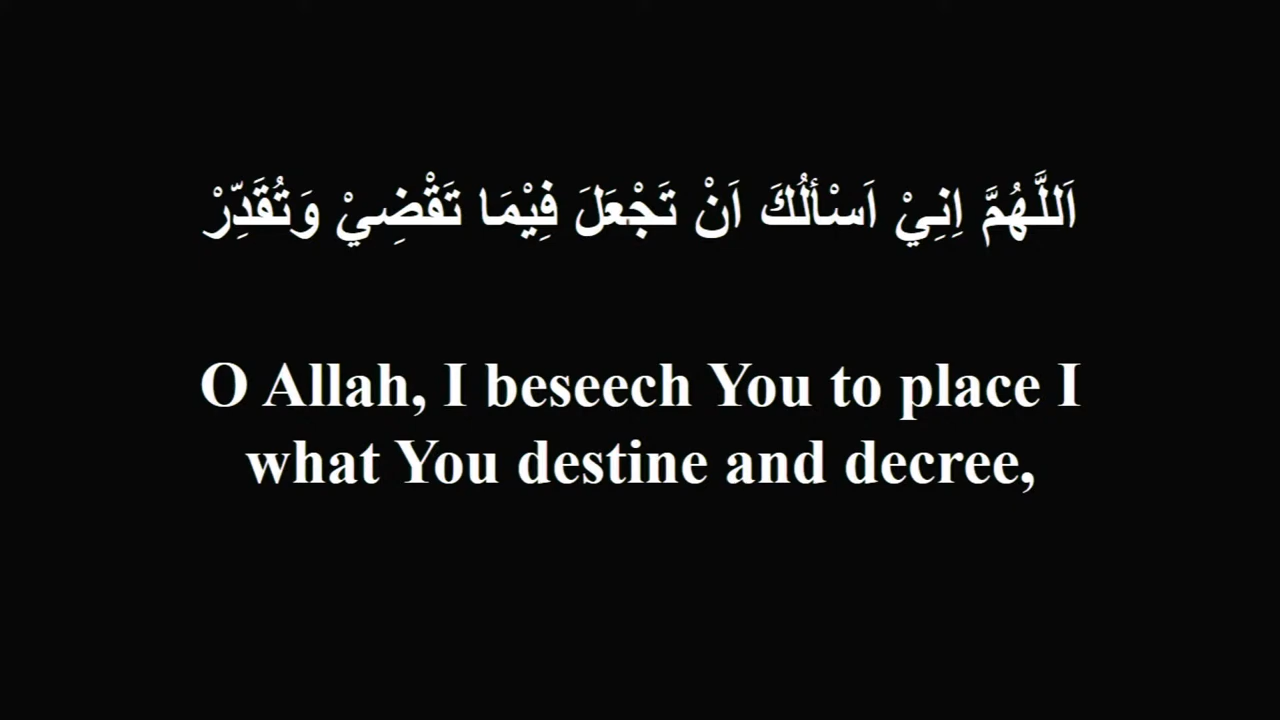 اَللَّهُمَّ اِنِيْ اَسْأَلُكَ اَنْ تَجْعَلَ فِيْمَا تَقْضِيْ وَتُقَدِّرْ
O Allah, I beseech You to place I
what You destine and decree,